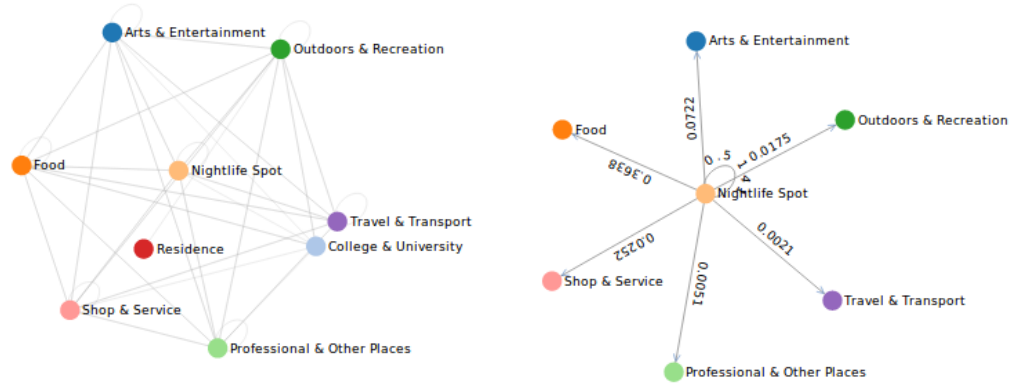 Arts & Entertainment
Outdoors & Recreation
Food
Nightlife Spot
Travel & Transport
College & University
Residence
Shop & Service
Professional & Other Places
Arts & Entertainment
Outdoors & Recreation
Food
0.0722
0.0175
0.3638
Nightlife Spot
0.0252
0.0021
0.0051
Shop & Service
Travel & Transport
Professional & Other Places